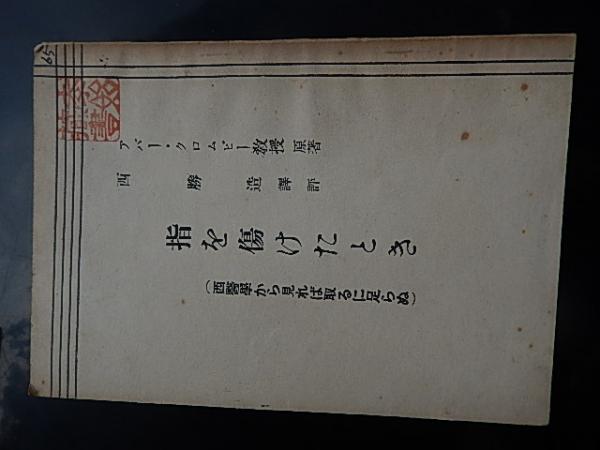 65
アバー・クロムビー教授 原著
西勝造 譯評
指を傷けたとき
(西醫學から見れば取るに足らぬ)